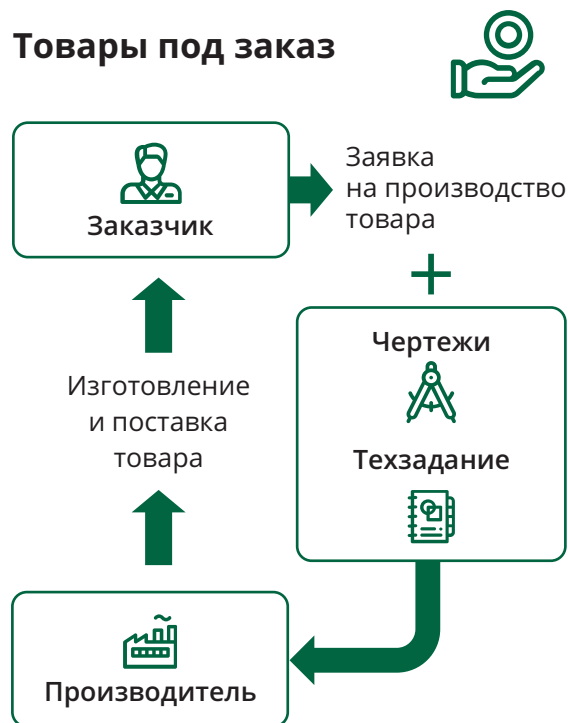 Товары под заказ
Заказчик
Заявка
на производство
товара
+
Чертежи
Техзадание
Изготовление
и поставка
товара
Производитель